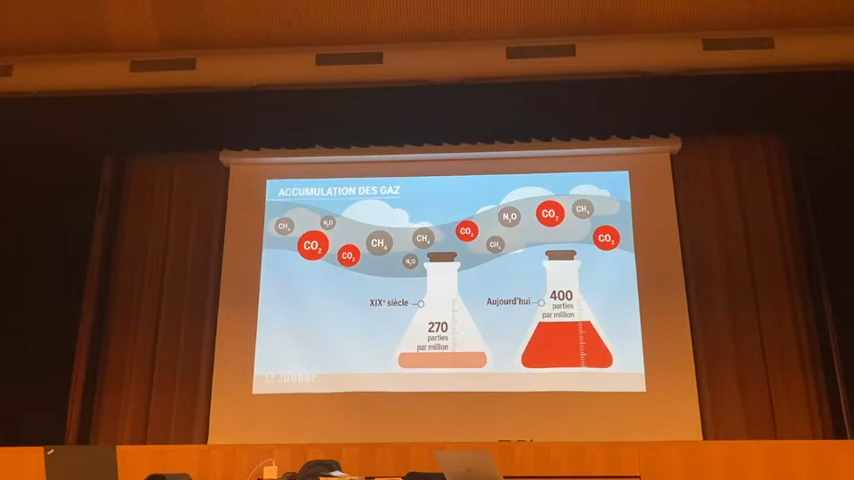 ACCUMULATION DES GAZ
CH₄
N₂O
CO₂
CO₂
CH₄
CH₄
N₂O
CO₂
CH₄
N₂O
CO₂
CH₄
CO₂
XIXᵉ siècle
270
parties
par million
Aujourd'hui
400
parties
par million